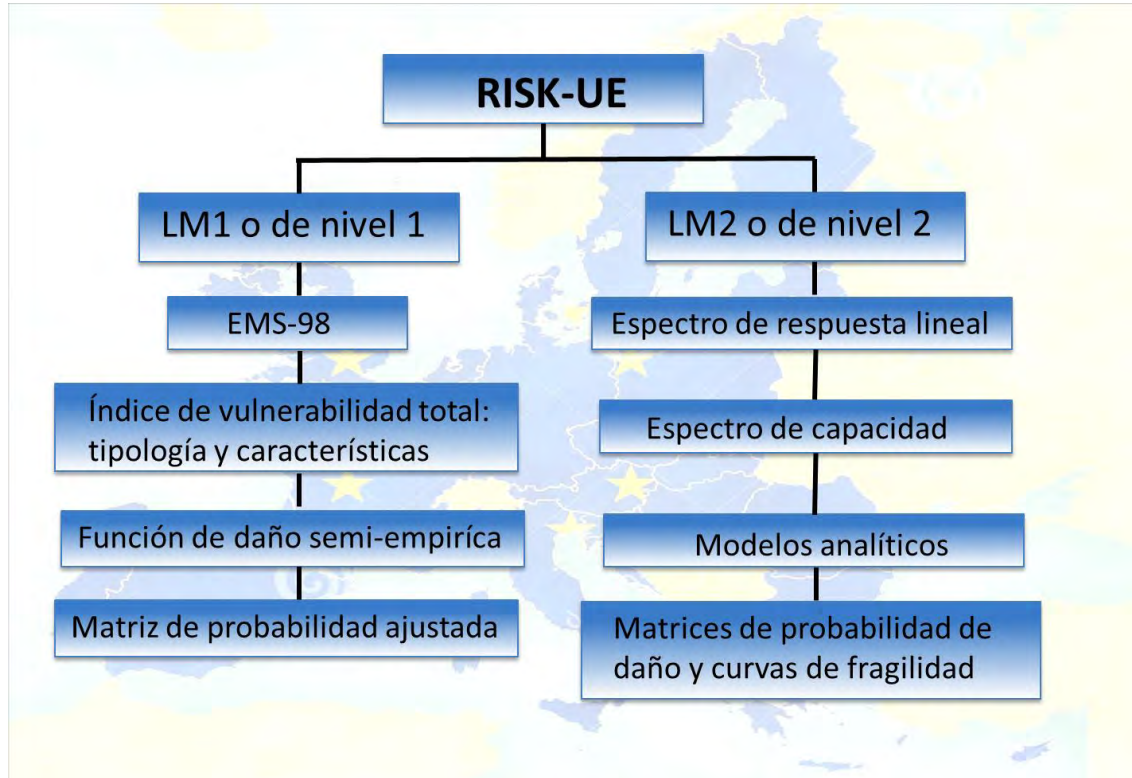 RISK-UE
LM1 o de nivel 1
EMS-98
Índice de vulnerabilidad total:
tipología y características
Función de daño semi-empiríca
Matriz de probabilidad ajustada
LM2 o de nivel 2
Espectro de respuesta lineal
Espectro de capacidad
Modelos analíticos
Matrices de probabilidad de
daño y curvas de fragilidad